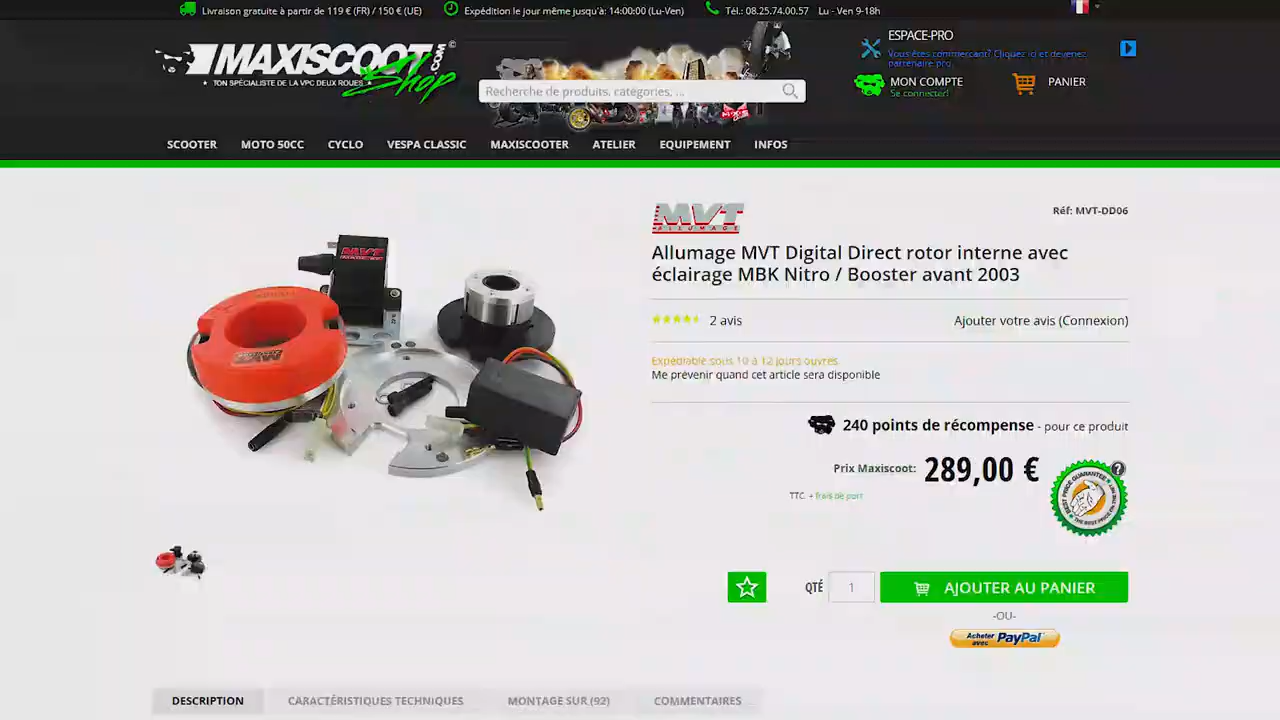 Livraison gratuite à partir de 119 € (FR) / 150 € (UE)
Expédition le jour même jusqu'à: 14:00:00 (Lu-Ven)
Tél.: 08.25.74.00.57 Lu - Ven 9-18h
MAXISCOOT.COM©
Shop
★ TON SPÉCIALISTE DE LA VPC DEUX ROUES ★
Recherche de produits, catégories, ...
ESPACE-PRO
Vous êtes commerçant? Cliquez ici et devenez
partenaire pro.
MON COMPTE
Se connecter!
PANIER
SCOOTER MOTO 50CC CYCLO VESPA CLASSIC MAXISCOOTER ATELIER EQUIPEMENT INFOS
MVT
ALLUMAGE
Réf: MVT-DD06
Allumage MVT Digital Direct rotor interne avec
éclairage MBK Nitro / Booster avant 2003
2 avis
Ajouter votre avis (Connexion)
Expédiable sous 10 à 12 jours ouvres
Me prévenir quand cet article sera disponible
240 points de récompense - pour ce produit
Prix Maxiscoot: 289,00 €
TTC. + frais de port
?
MVT
QTÉ 1 AJOUTER AU PANIER
-OU-
Acheter
avec PayPal
DESCRIPTION CARACTÉRISTIQUES TECHNIQUES MONTAGE SUR (92) COMMENTAIRES